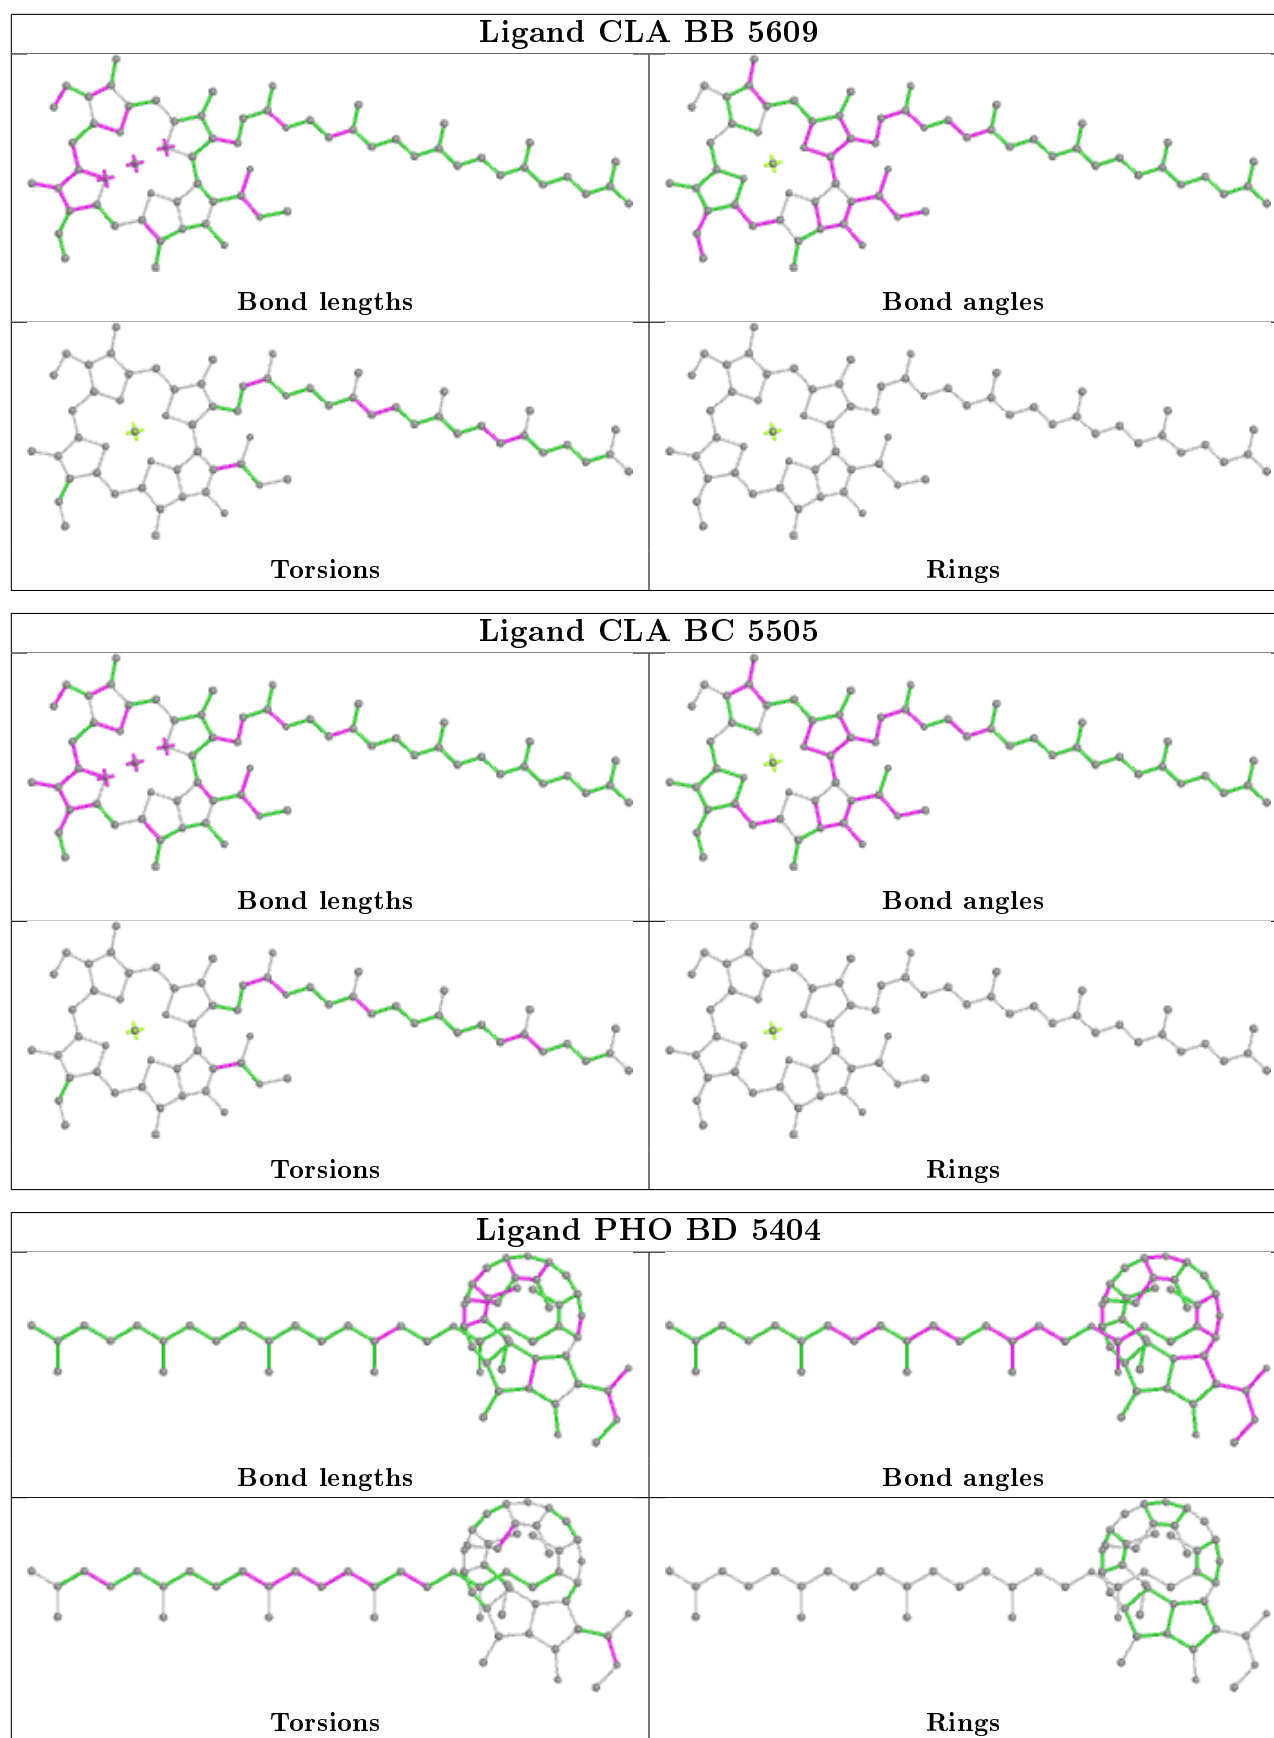 Ligand CLA BB 5609
Bond lengths
Bond angles
Torsions
Rings
Ligand CLA BC 5505
Bond lengths
Bond angles
Torsions
Rings
Ligand PHO BD 5404
Bond lengths
Bond angles
Torsions
Rings